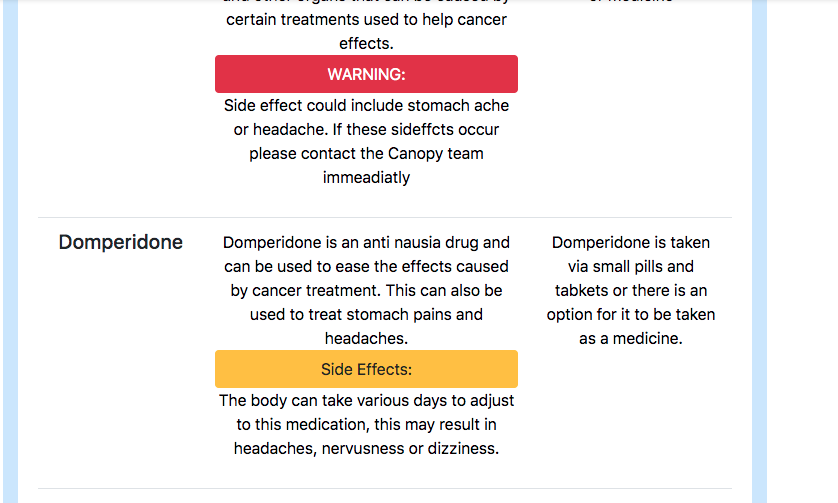 certain treatments used to help cancer
effects.
WARNING:
Side effect could include stomach ache
or headache. If these sideffcts occur
please contact the Canopy team
immeadiatly
Domperidone
Domperidone is an anti nausia drug and
can be used to ease the effects caused
by cancer treatment. This can also be
used to treat stomach pains and
headaches.
Side Effects:
The body can take various days to adjust
to this medication, this may result in
headaches, nervusness or dizziness.
Domperidone is taken
via small pills and
tabkets or there is an
option for it to be taken
as a medicine.